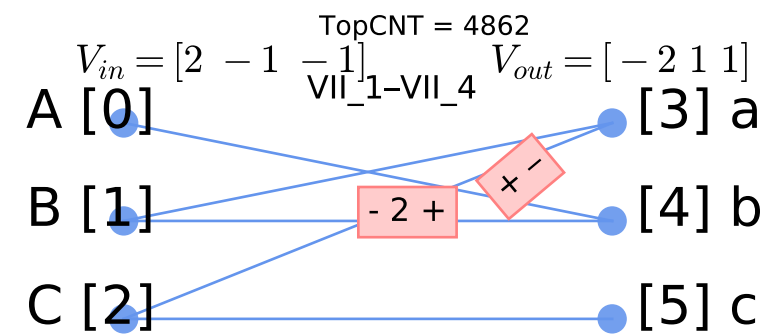 TopCNT = 4862
V_in = [2 −1 −1] V_out = [−2 1 1]
VII_1–VII_4
A [0] [3] a
+ −
B [1] - 2 + [4] b
C [2] [5] c